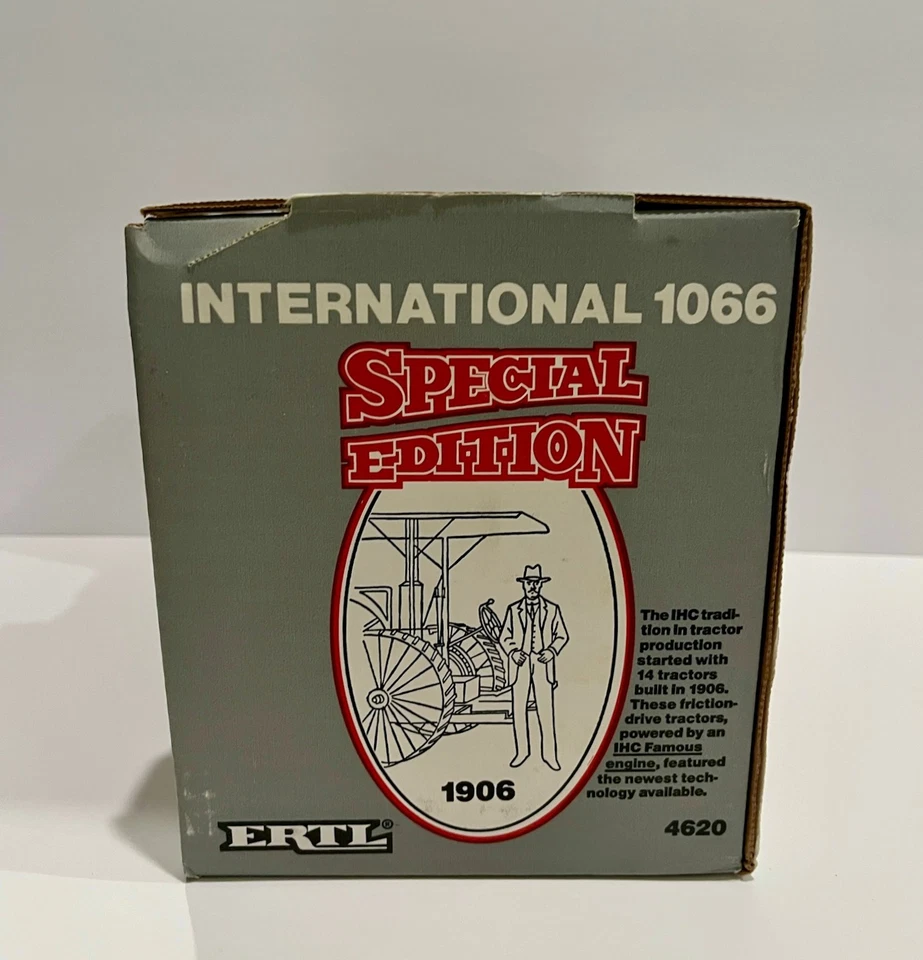 INTERNATIONAL 1066
SPECIAL
EDITION
The IHC tradi-
tion in tractor
production
started with
14 tractors
built in 1906.
These friction-
drive tractors,
powered by an
IHC Famous
engine, featured
the newest tech-
nology available.
1906
ERTL®
4620